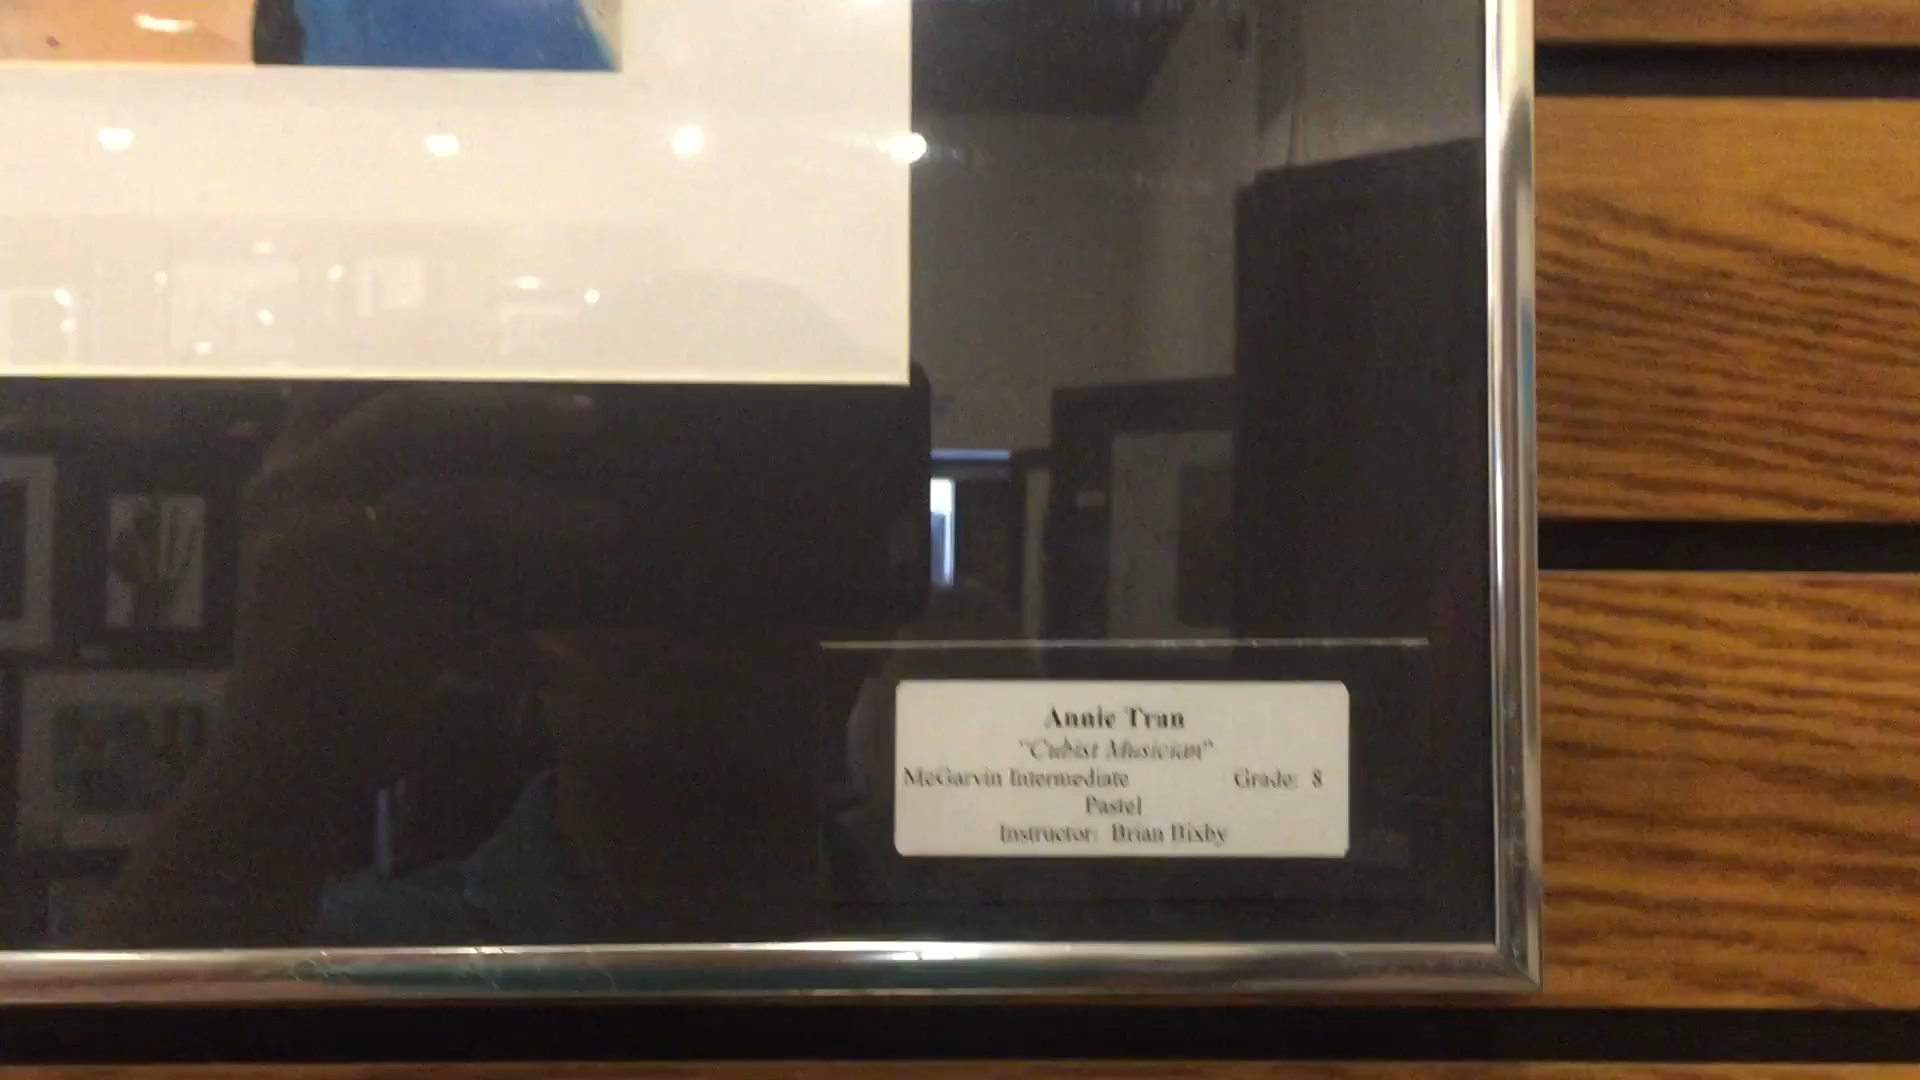 Annie Tran
"Cubist Musician"
McGarvin Intermediate Grade: 8
Pastel
Instructor: Brian Bixby